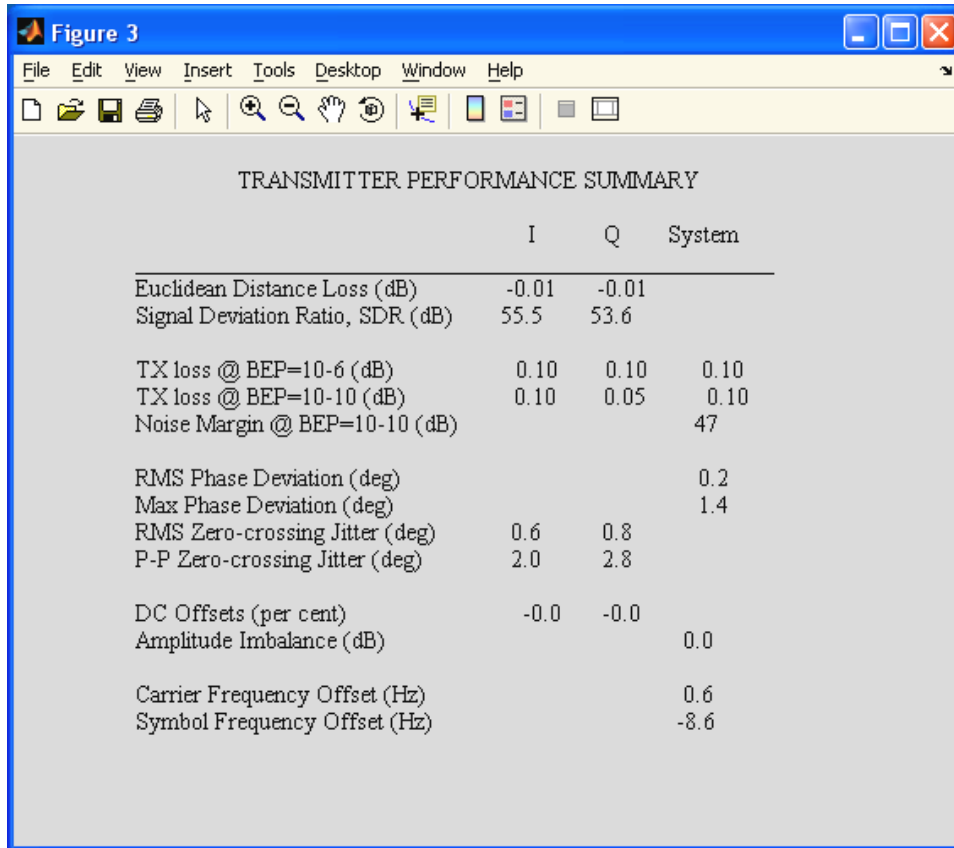 Figure 3
File Edit View Insert Tools Desktop Window Help
TRANSMITTER PERFORMANCE SUMMARY
I Q System
Euclidean Distance Loss (dB) -0.01 -0.01
Signal Deviation Ratio, SDR (dB) 55.5 53.6
TX loss @ BEP=10-6 (dB) 0.10 0.10 0.10
TX loss @ BEP=10-10 (dB) 0.10 0.05 0.10
Noise Margin @ BEP=10-10 (dB) 47
RMS Phase Deviation (deg) 0.2
Max Phase Deviation (deg) 1.4
RMS Zero-crossing Jitter (deg) 0.6 0.8
P-P Zero-crossing Jitter (deg) 2.0 2.8
DC Offsets (per cent) -0.0 -0.0
Amplitude Imbalance (dB) 0.0
Carrier Frequency Offset (Hz) 0.6
Symbol Frequency Offset (Hz) -8.6